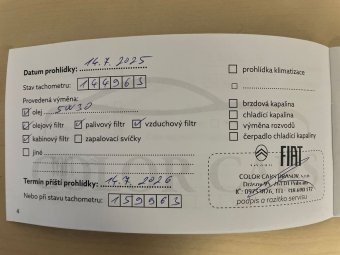 Datum prohlídky: 14.7.2025
Stav tachometru: 144963
Provedená výměna:
olej 5W30
olejový filtr palivový filtr vzduchový filtr
kabinový filtr zapalovací svíčky
jiné
Termín příští prohlídky: 14.7.2026
Nebo při stavu tachometru: 159963
4
prohlídka klimatizace
brzdová kapalina
chladicí kapalina
výměna rozvodů
čerpadlo chladicí kapaliny
FIAT
podpis a razítko servisu